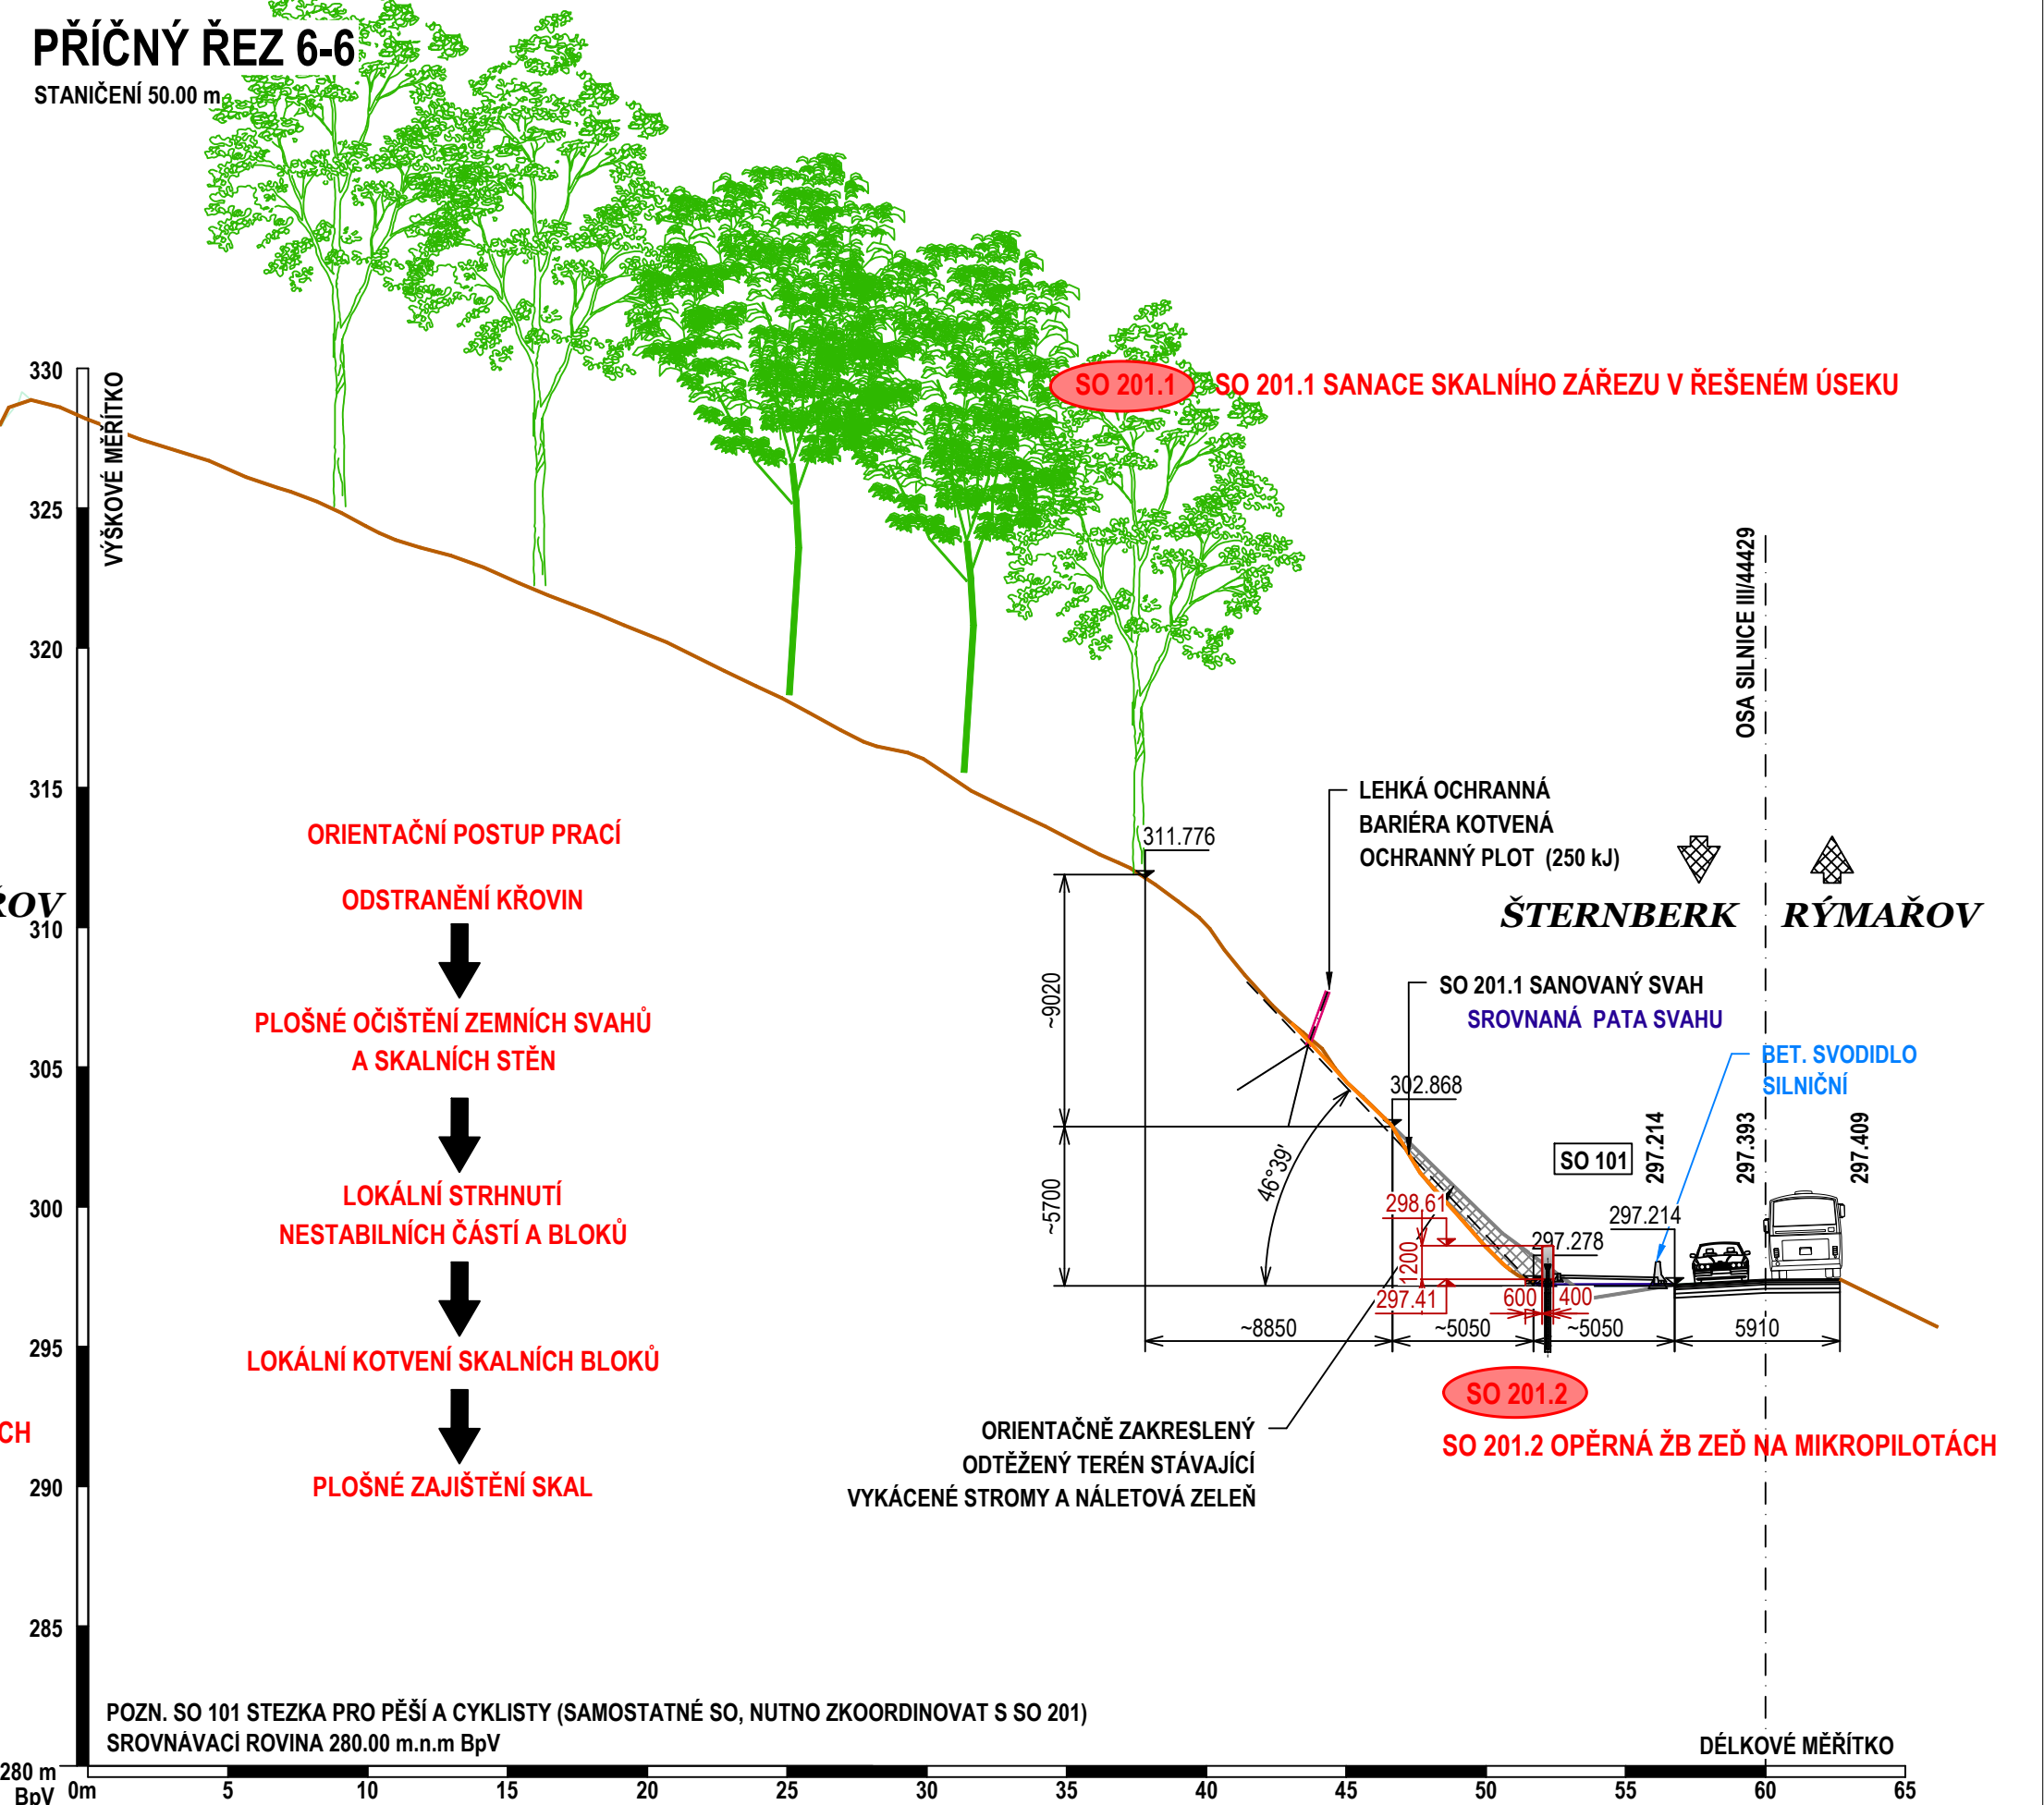 PŘÍČNÝ ŘEZ 6-6
STANIČENÍ 50.00 m
SO 201.1
SO 201.1 SANACE SKALNÍHO ZÁŘEZU V ŘEŠENÉM ÚSEKU
VÝŠKOVÉ MĚŘÍTKO
330
325
320
315
310
305
300
295
290
285
280 m
BpV
ORIENTAČNÍ POSTUP PRACÍ
ODSTRANĚNÍ KŘOVIN
PLOŠNÉ OČIŠTĚNÍ ZEMNÍCH SVAHŮ
A SKALNÍCH STĚN
LOKÁLNÍ STRHNUTÍ
NESTABILNÍCH ČÁSTÍ A BLOKŮ
LOKÁLNÍ KOTVENÍ SKALNÍCH BLOKŮ
PLOŠNÉ ZAJIŠTĚNÍ SKAL
ŘOV
CH
OSA SILNICE III/44429
LEHKÁ OCHRANNÁ
BARIÉRA KOTVENÁ
OCHRANNÝ PLOT (250 kJ)
311.776
ŠTERNBERK
RÝMAŘOV
~9020
SO 201.1 SANOVANÝ SVAH
SROVNANÁ PATA SVAHU
BET. SVODIDLO
SILNIČNÍ
302.868
297.214
297.393
297.409
SO 101
46°39'
~5700
298.61
297.214
297.278
1200
297.41
600
400
~8850
~5050
~5050
5910
SO 201.2
SO 201.2 OPĚRNÁ ŽB ZEĎ NA MIKROPILOTÁCH
ORIENTAČNĚ ZAKRESLENÝ
ODTĚŽENÝ TERÉN STÁVAJÍCÍ
VYKÁCENÉ STROMY A NÁLETOVÁ ZELEŇ
POZN. SO 101 STEZKA PRO PĚŠÍ A CYKLISTY (SAMOSTATNÉ SO, NUTNO ZKOORDINOVAT S SO 201)
SROVNÁVACÍ ROVINA 280.00 m.n.m BpV
DÉLKOVÉ MĚŘÍTKO
0m 5 10 15 20 25 30 35 40 45 50 55 60 65